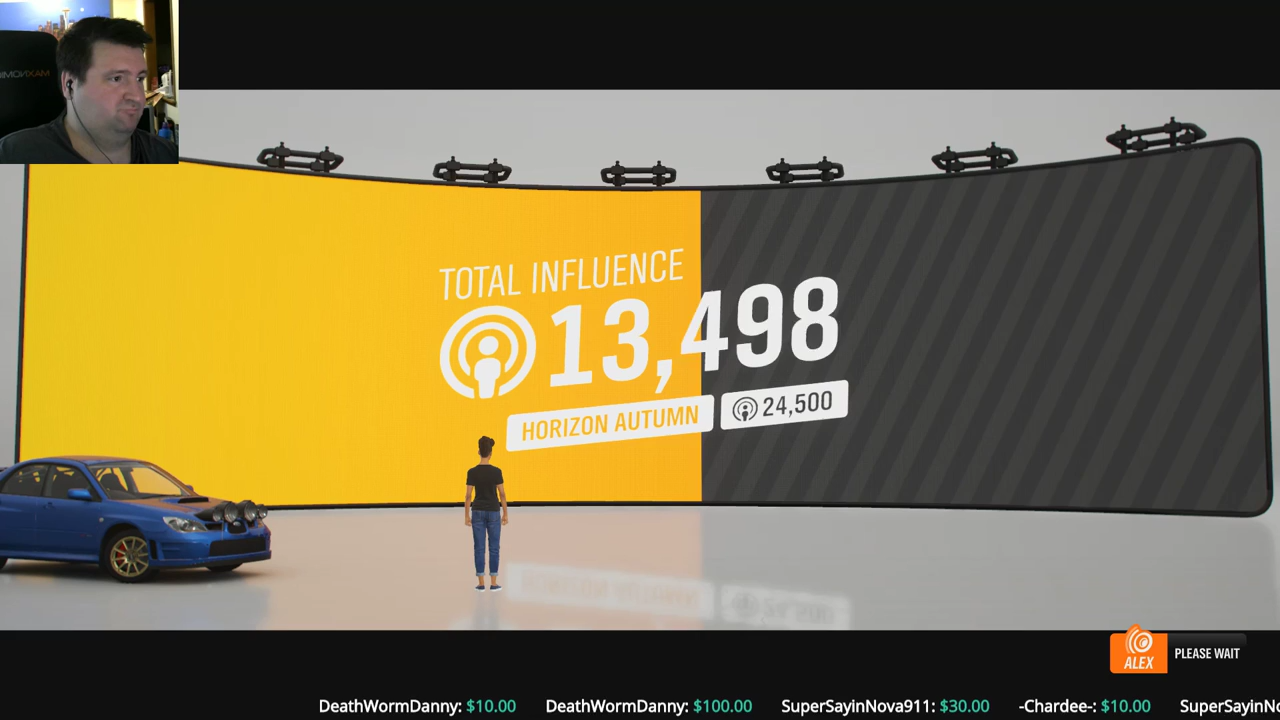 TOTAL INFLUENCE
13,498
HORIZON AUTUMN 24,500
ALEX PLEASE WAIT
DeathWormDanny: $10.00 DeathWormDanny: $100.00 SuperSayinNova911: $30.00 -Chardee-: $10.00 SuperSayinNo